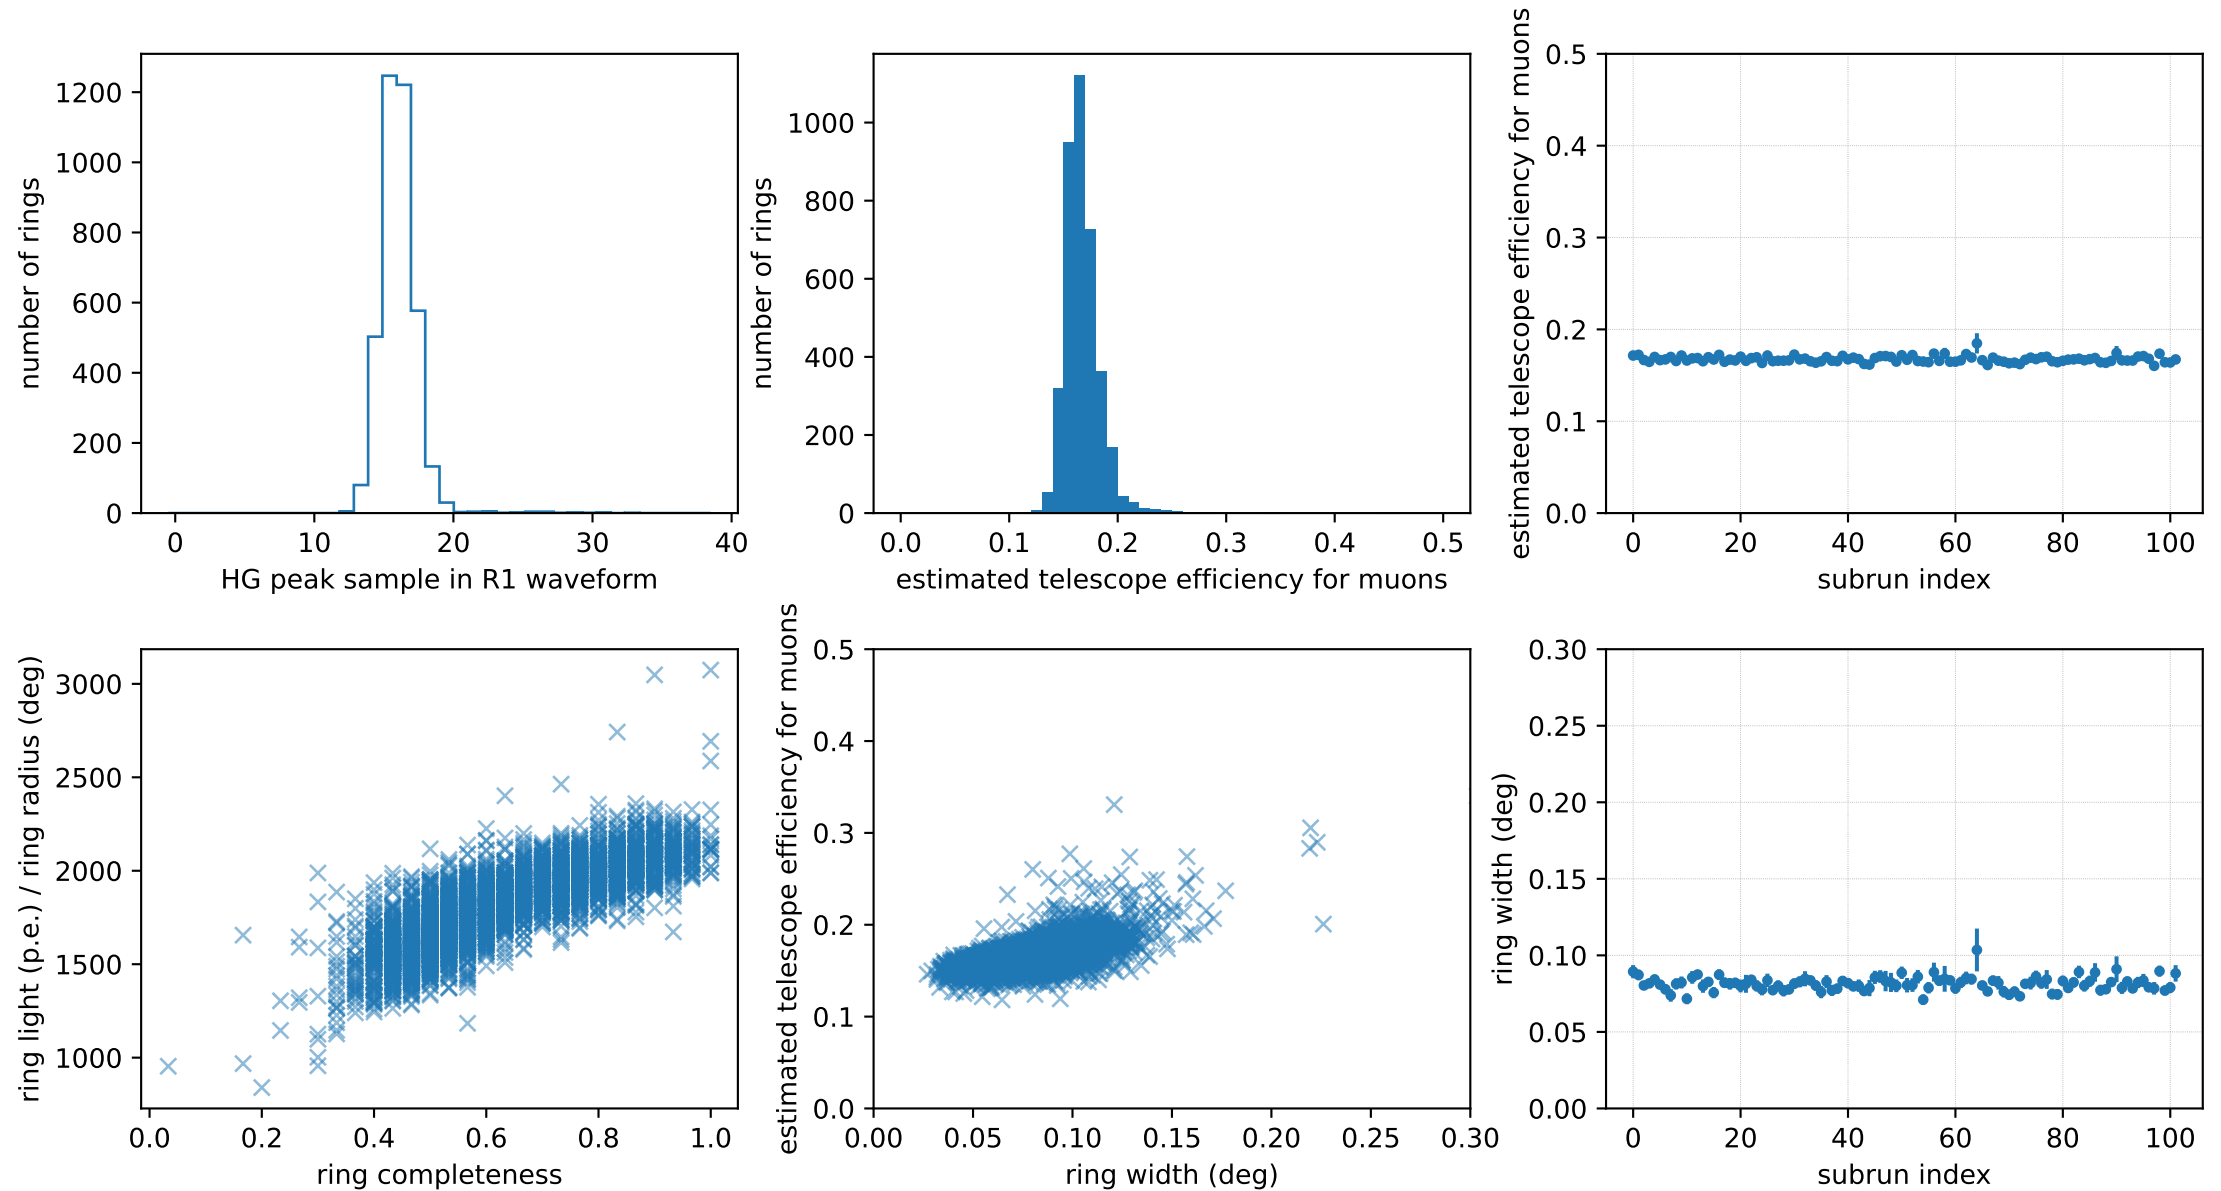 number of rings
1200
1000
800
600
400
200
0
0 10 20 30 40
HG peak sample in R1 waveform
number of rings
1000
800
600
400
200
0
0.0 0.1 0.2 0.3 0.4 0.5
estimated telescope efficiency for muons
estimated telescope efficiency for muons
0.5
0.4
0.3
0.2
0.1
0.0
0 20 40 60 80 100
subrun index
ring light (p.e.) / ring radius (deg)
3000
2500
2000
1500
1000
0.0 0.2 0.4 0.6 0.8 1.0
ring completeness
estimated telescope efficiency for muons
0.5
0.4
0.3
0.2
0.1
0.0
0.00 0.05 0.10 0.15 0.20 0.25 0.30
ring width (deg)
ring width (deg)
0.30
0.25
0.20
0.15
0.10
0.05
0.00
0 20 40 60 80 100
subrun index